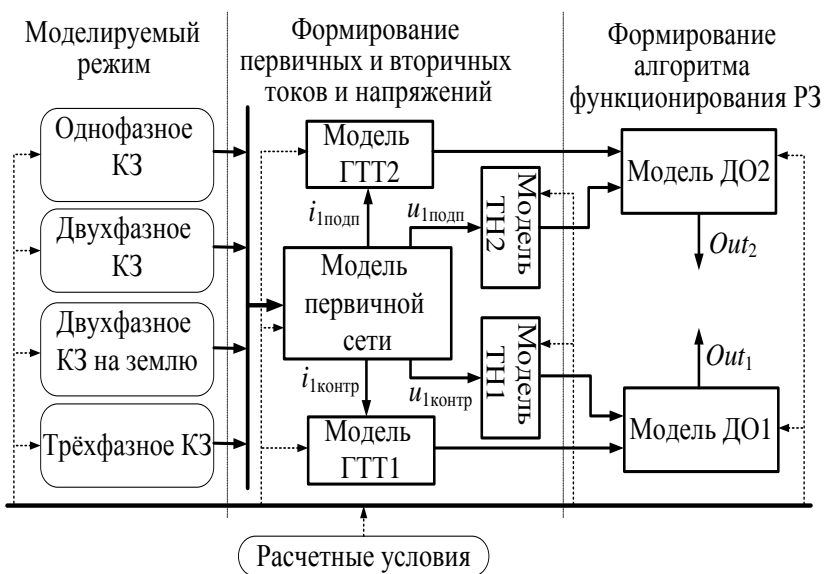 Моделируемый
режим
Формирование
первичных и вторичных
токов и напряжений
Формирование
алгоритма
функционирования РЗ
Однофазное
КЗ
Двухфазное
КЗ
Двухфазное
КЗ на землю
Трёхфазное КЗ
Модель
ГТТ2
i1подп
u1подп
Модель
ТН2
Модель
первичной
сети
i1контр
u1контр
Модель
ТН1
Модель
ГТТ1
Модель ДО2
Out2
Out1
Модель ДО1
Расчетные условия